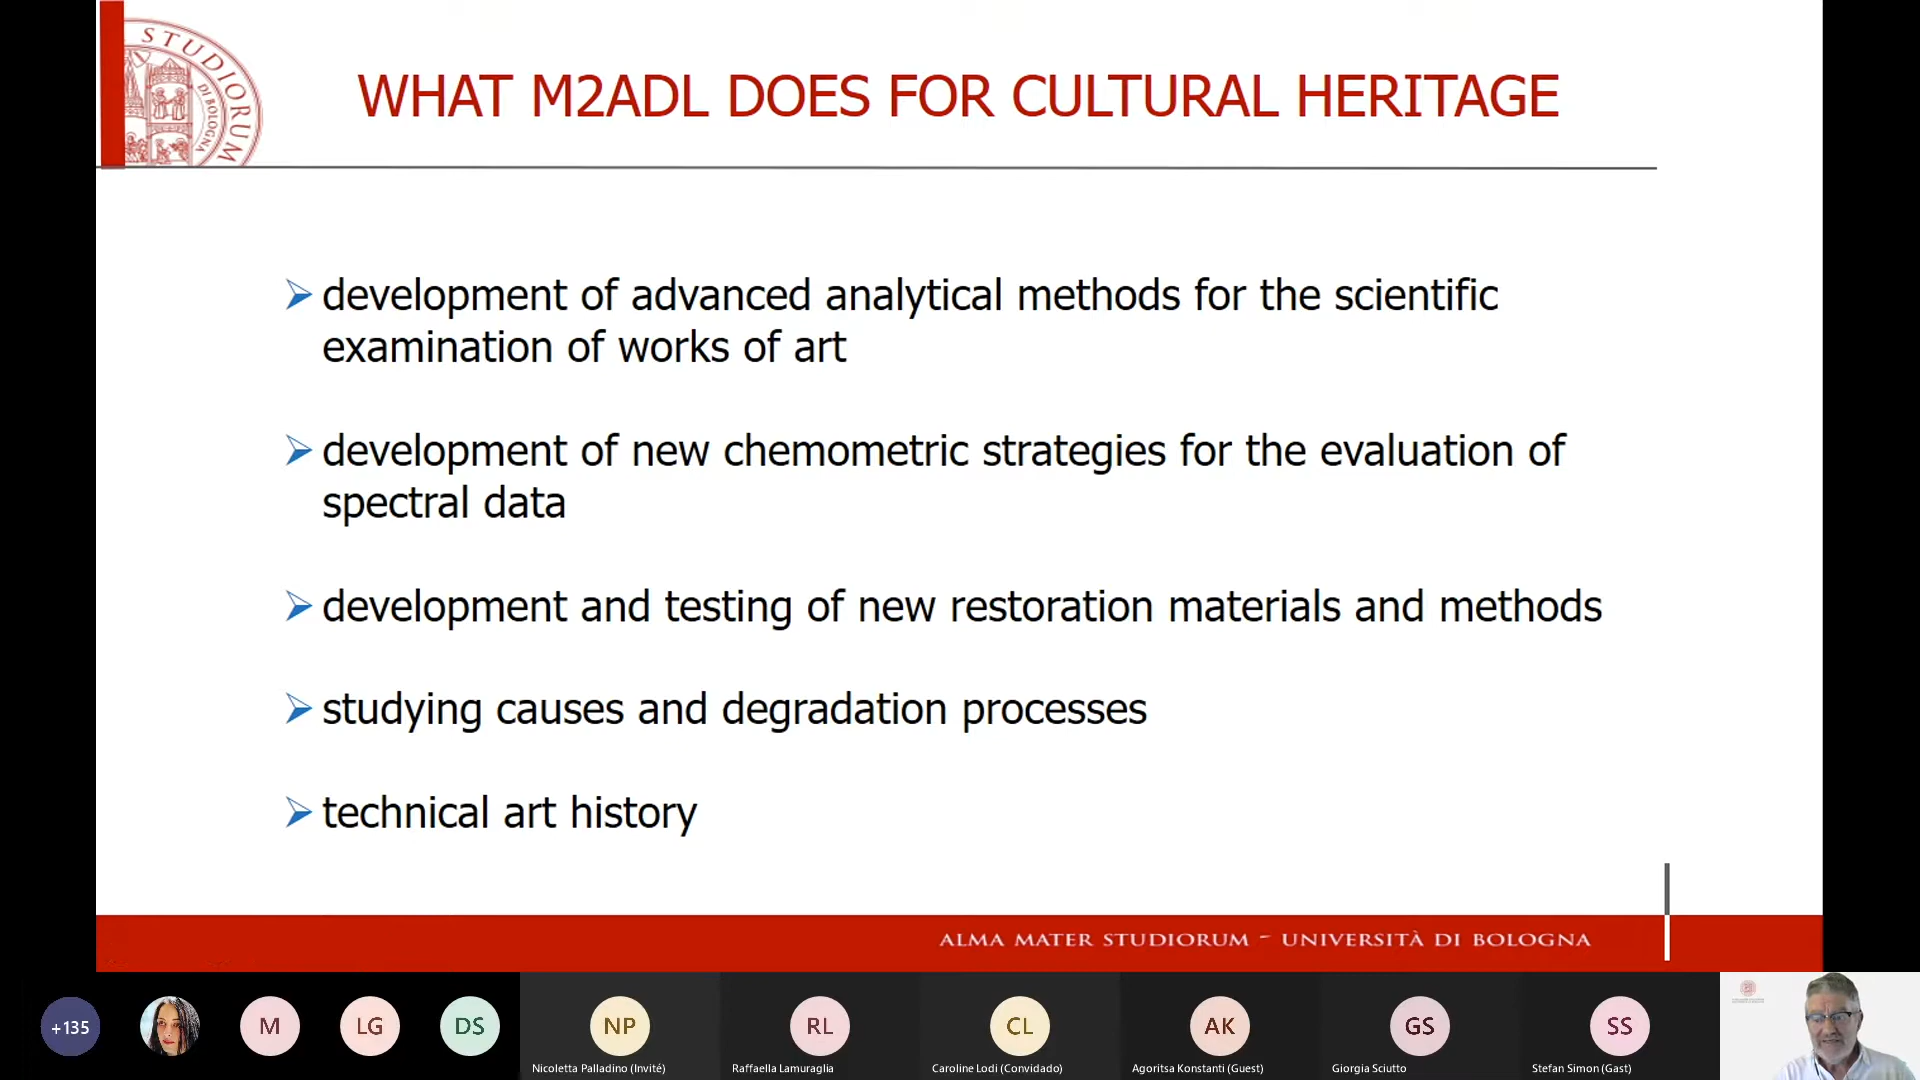 STUDIORUM
DI BOLOGNA
WHAT M2ADL DOES FOR CULTURAL HERITAGE
development of advanced analytical methods for the scientific
examination of works of art
development of new chemometric strategies for the evaluation of
spectral data
development and testing of new restoration materials and methods
studying causes and degradation processes
technical art history
ALMA MATER STUDIORUM - UNIVERSITÀ DI BOLOGNA
+135
M
LG
DS
NP
RL
CL
AK
GS
SS
Nicoletta Palladino (Invité)
Raffaella Lamuraglia
Caroline Lodi (Convidado)
Agoritsa Konstanti (Guest)
Giorgia Sciutto
Stefan Simon (Gast)